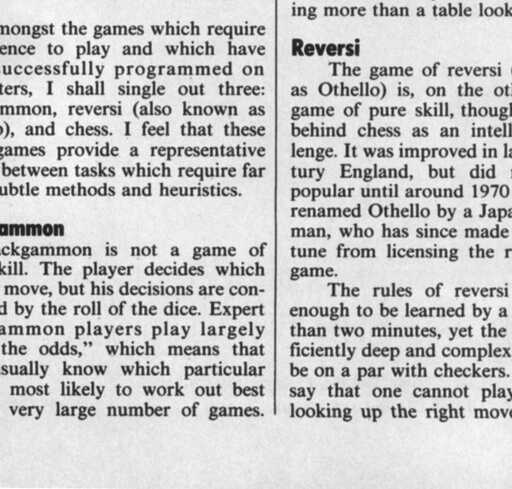 mongst the games which require
ence to play and which have
successfully programmed on
ters, I shall single out three:
ammon, reversi (also known as
o), and chess. I feel that these
games provide a representative
between tasks which require far
ubtle methods and heuristics.
ammon
ackgammon is not a game of
kill. The player decides which
move, but his decisions are con-
d by the roll of the dice. Expert
ammon players play largely
the odds," which means that
sually know which particular
most likely to work out best
very large number of games.
ing more than a table look
Reversi
The game of reversi (
as Othello) is, on the oth
game of pure skill, though
behind chess as an intell
lenge. It was improved in la
tury England, but did n
popular until around 1970
renamed Othello by a Japa
man, who has since made
tune from licensing the r
game.
The rules of reversi
enough to be learned by a
than two minutes, yet the
ficiently deep and complex
be on a par with checkers.
say that one cannot play
looking up the right move